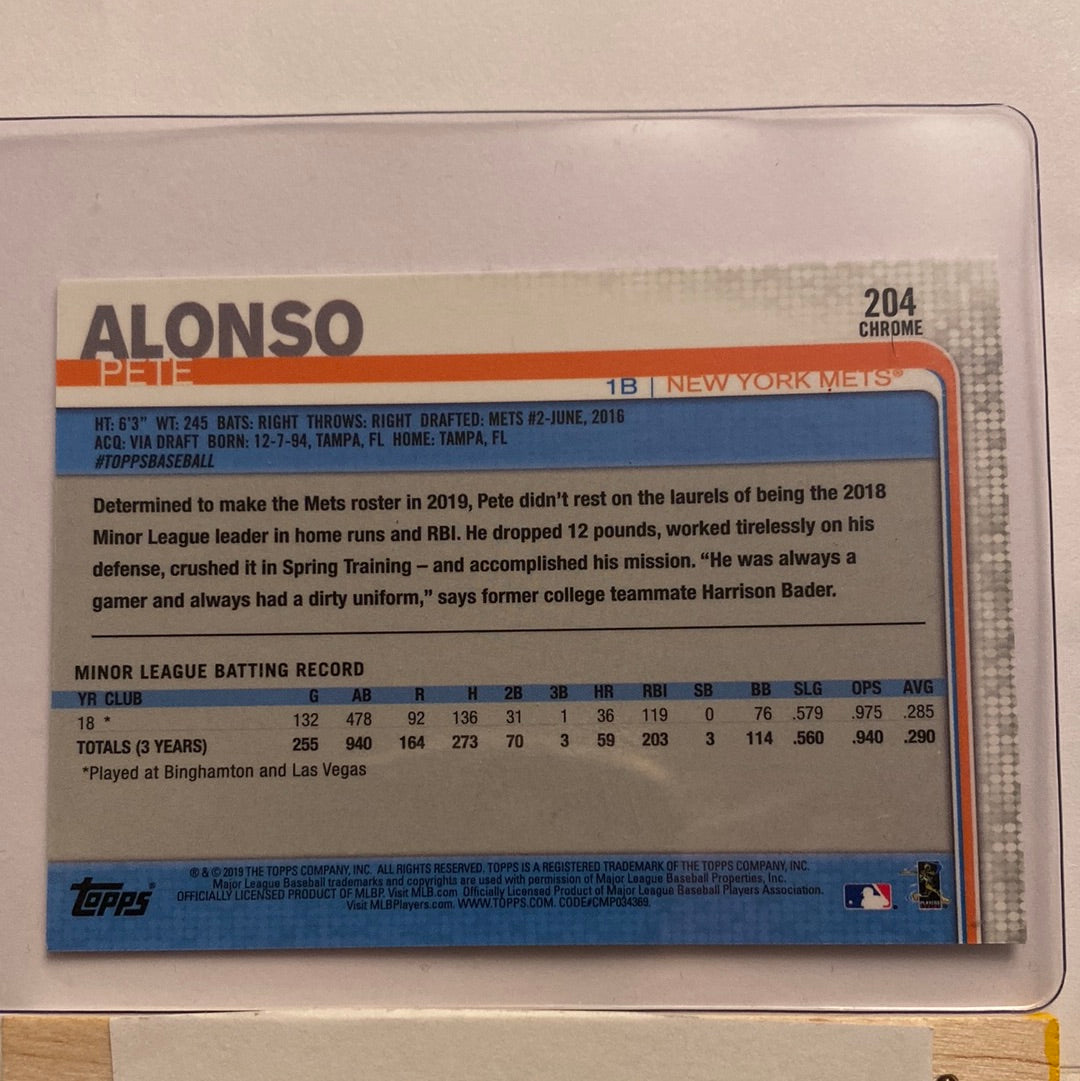 ALONSO
PETE
204
CHROME
1B | NEW YORK METS®
HT: 6'3" WT: 245 BATS: RIGHT THROWS: RIGHT DRAFTED: METS #2-JUNE, 2016
ACQ: VIA DRAFT BORN: 12-7-94, TAMPA, FL HOME: TAMPA, FL
#TOPPSBASEBALL
Determined to make the Mets roster in 2019, Pete didn't rest on the laurels of being the 2018
Minor League leader in home runs and RBI. He dropped 12 pounds, worked tirelessly on his
defense, crushed it in Spring Training – and accomplished his mission. “He was always a
gamer and always had a dirty uniform,” says former college teammate Harrison Bader.
MINOR LEAGUE BATTING RECORD
YR CLUB G AB R H 2B 3B HR RBI SB BB SLG OPS AVG
18 * 132 478 92 136 31 1 36 119 0 76 .579 .975 .285
TOTALS (3 YEARS) 255 940 164 273 70 3 59 203 3 114 .560 .940 .290
*Played at Binghamton and Las Vegas
® & © 2019 THE TOPPS COMPANY, INC. ALL RIGHTS RESERVED. TOPPS IS A REGISTERED TRADEMARK OF THE TOPPS COMPANY, INC.
Major League Baseball trademarks and copyrights are used with permission of Major League Baseball Properties, Inc.
OFFICIALLY LICENSED PRODUCT OF MLBP. Visit MLB.com. Officially Licensed Product of Major League Baseball Players Association.
Visit MLBPlayers.com. WWW.TOPPS.COM. CODE#CMP034369.
topps®
PLAYERS